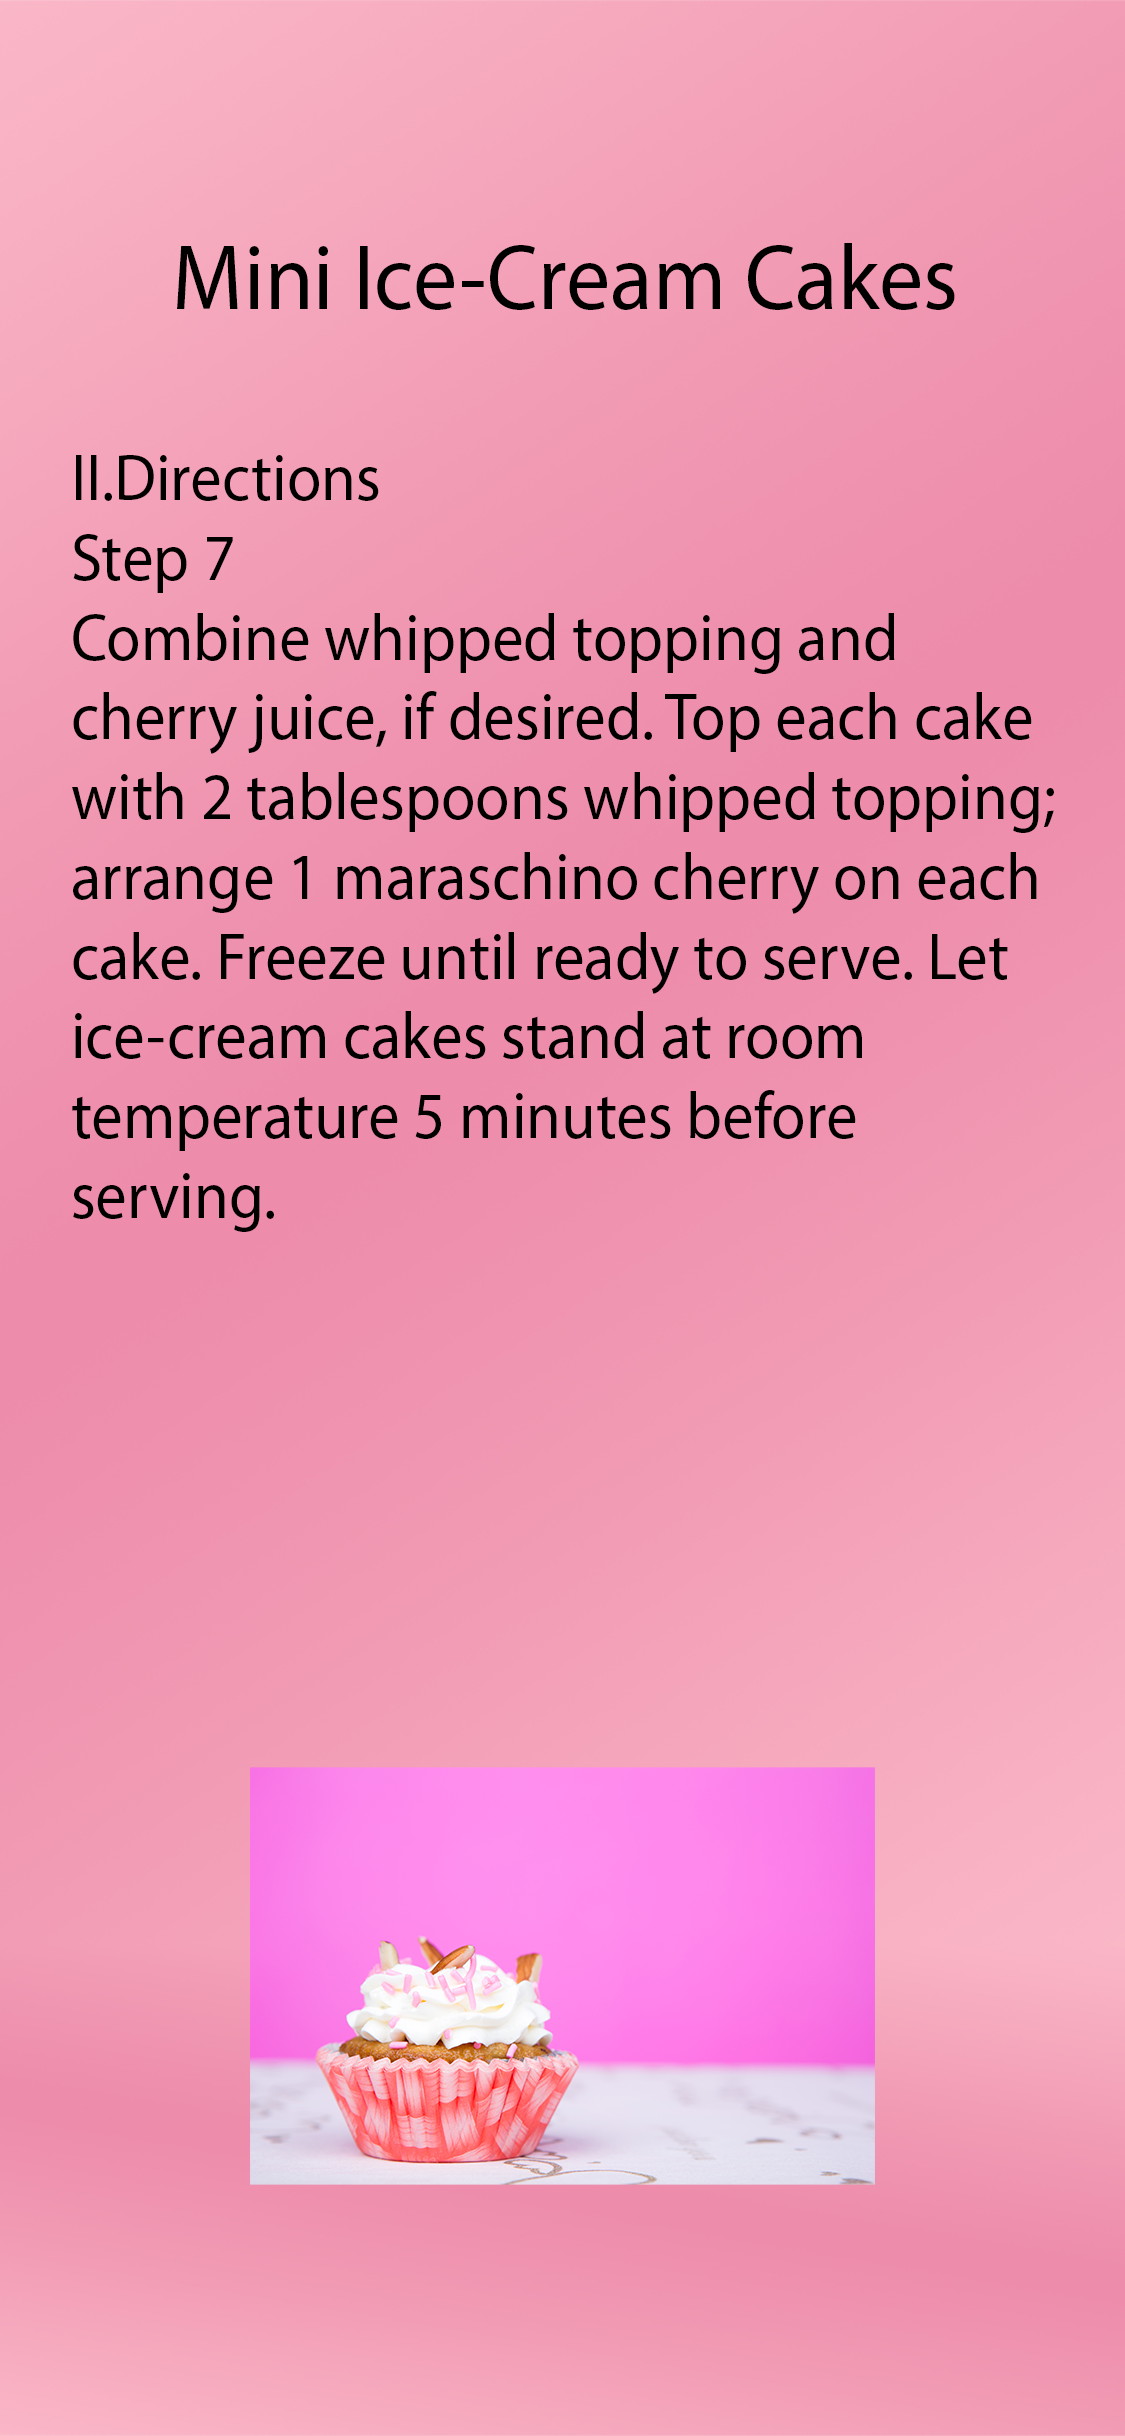 Mini Ice-Cream Cakes
II.Directions
Step 7
Combine whipped topping and
cherry juice, if desired. Top each cake
with 2 tablespoons whipped topping;
arrange 1 maraschino cherry on each
cake. Freeze until ready to serve. Let
ice-cream cakes stand at room
temperature 5 minutes before
serving.